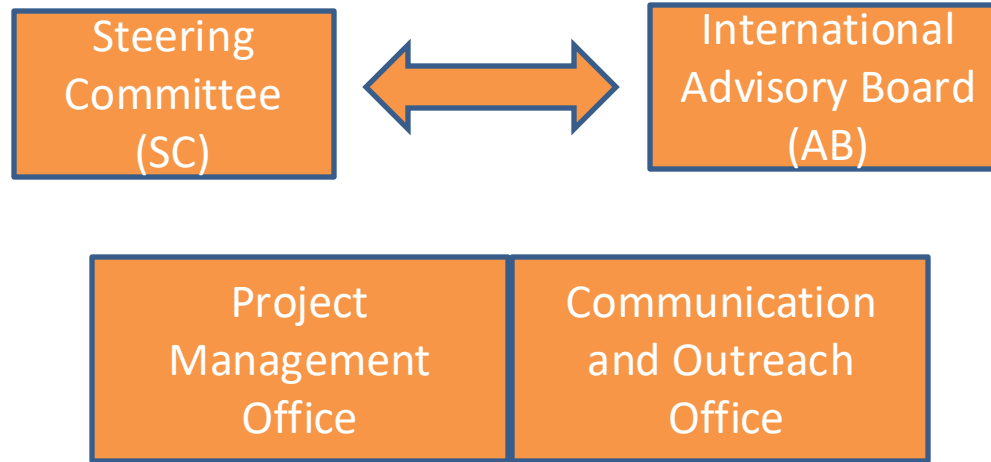 Steering
Committee
(SC)
International
Advisory Board
(AB)
Project
Management
Office
Communication
and Outreach
Office